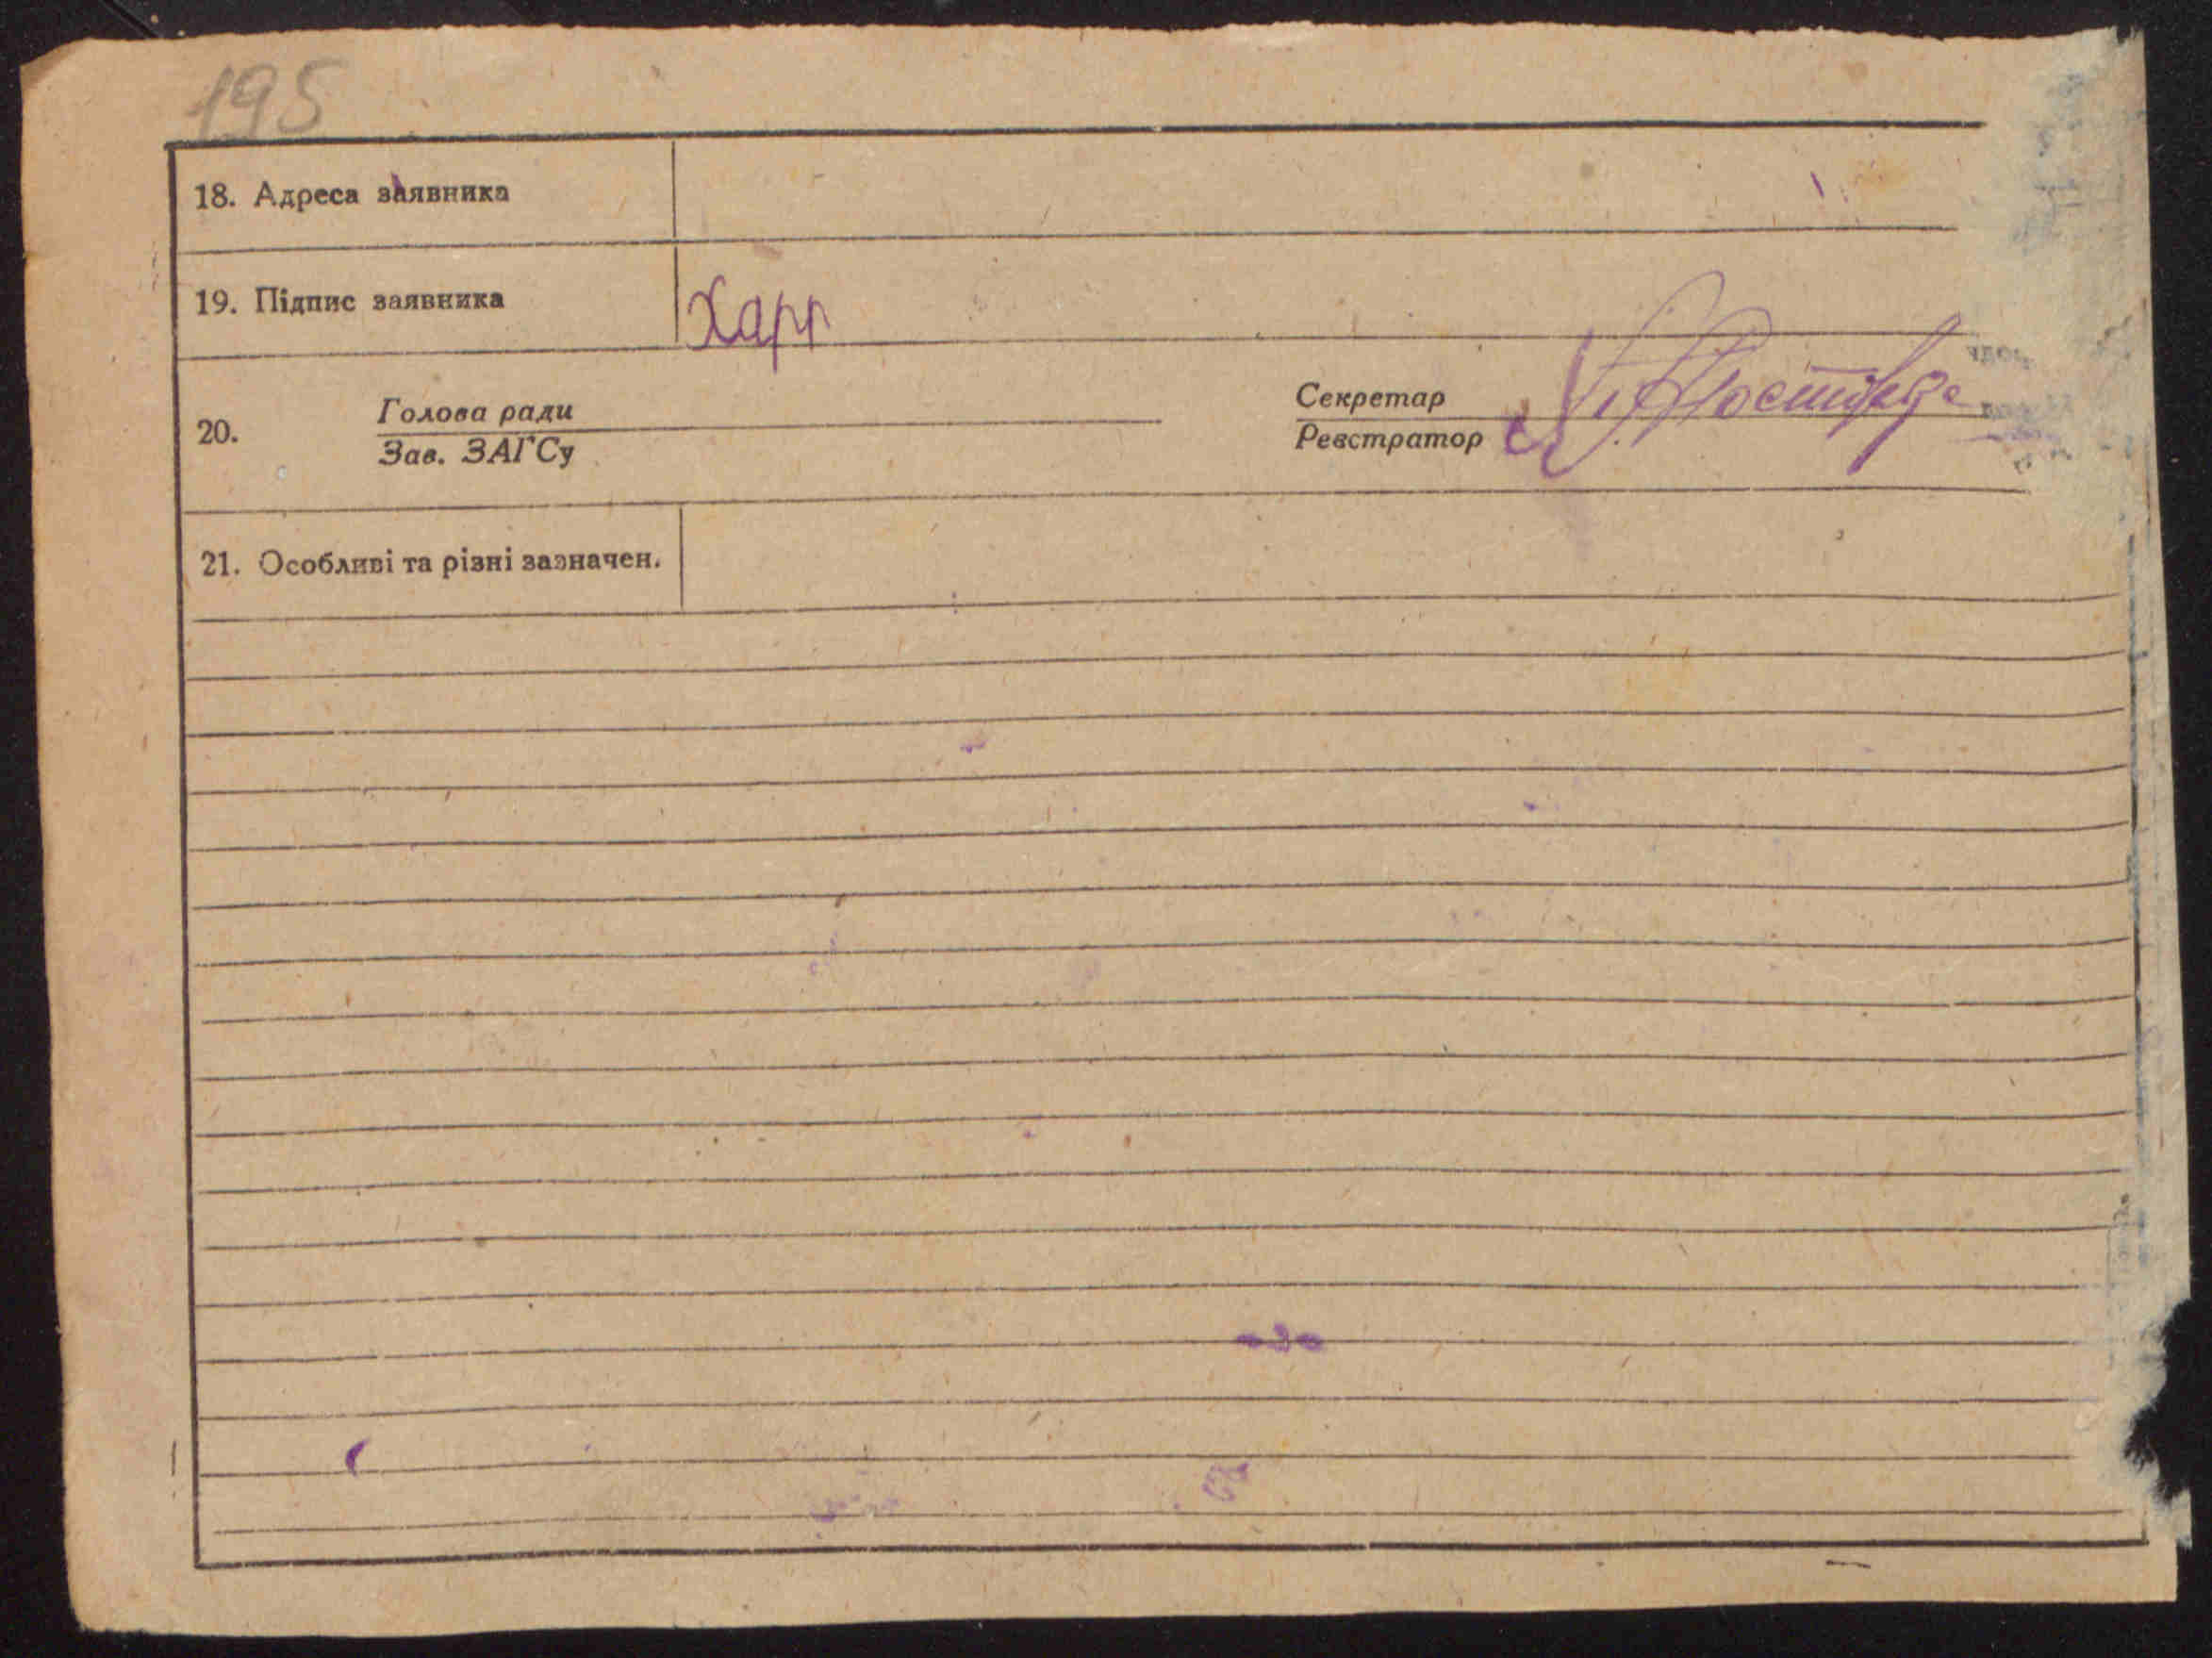 195
18. Адреса заявника
19. Підпис заявника Харр
20. Голова ради
Зав. ЗАГСу
Секретар
Реєстратор
21. Особливі та різні зазначен.